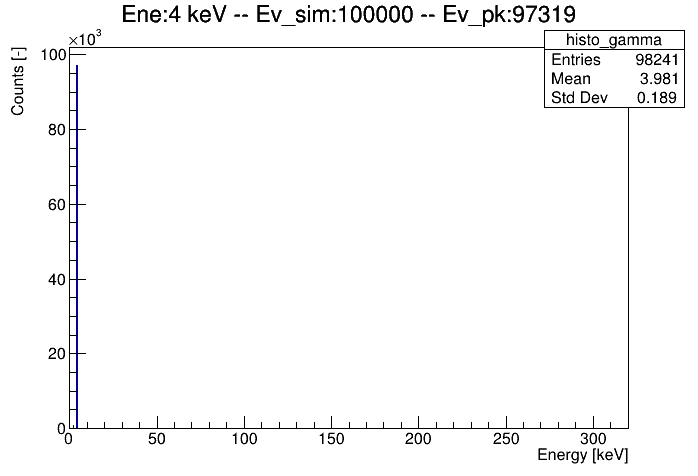 Ene:4 keV -- Ev_sim:100000 -- Ev_pk:97319
×10³
Counts [-]
histo_gamma
Entries 98241
Mean 3.981
Std Dev 0.189
100
80
60
40
20
0
0 50 100 150 200 250 300
Energy [keV]